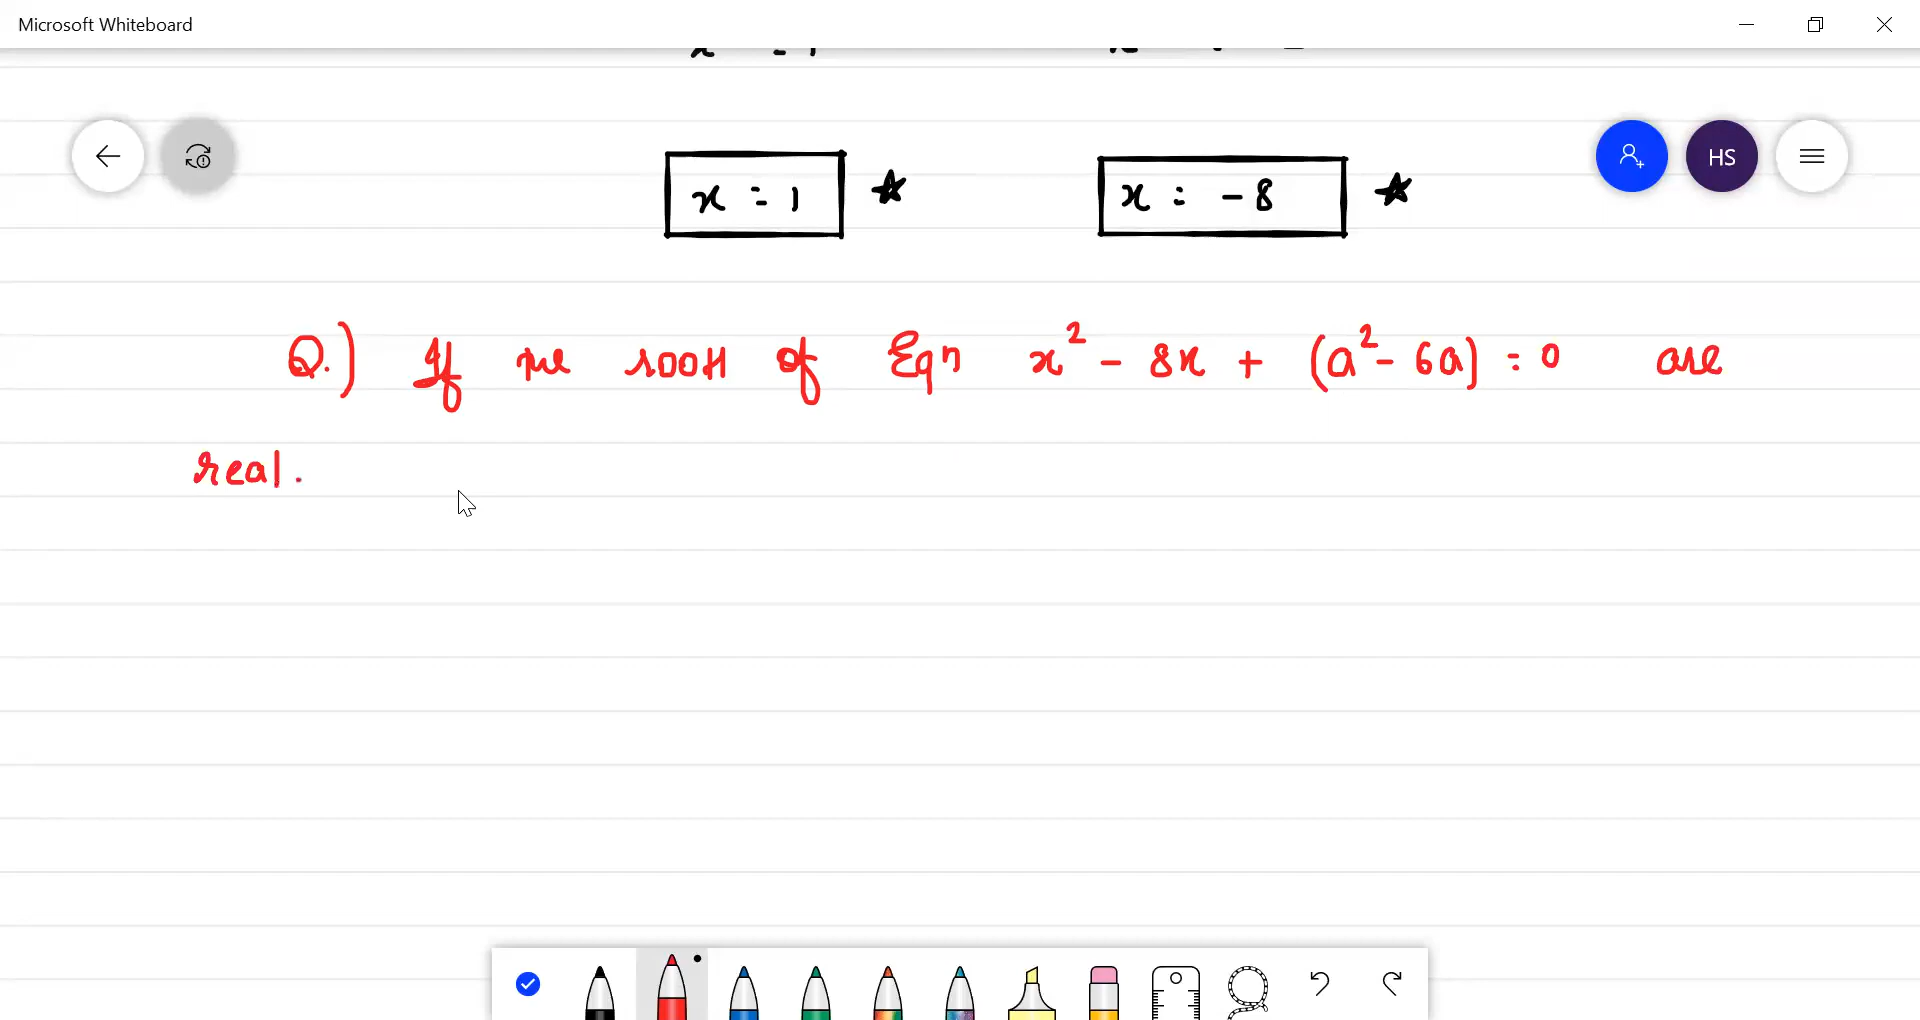 Microsoft Whiteboard
HS
x = 1 x = -8
Q.) If the roots of Eqn x² - 8x + (a² - 6a) = 0 are
real.